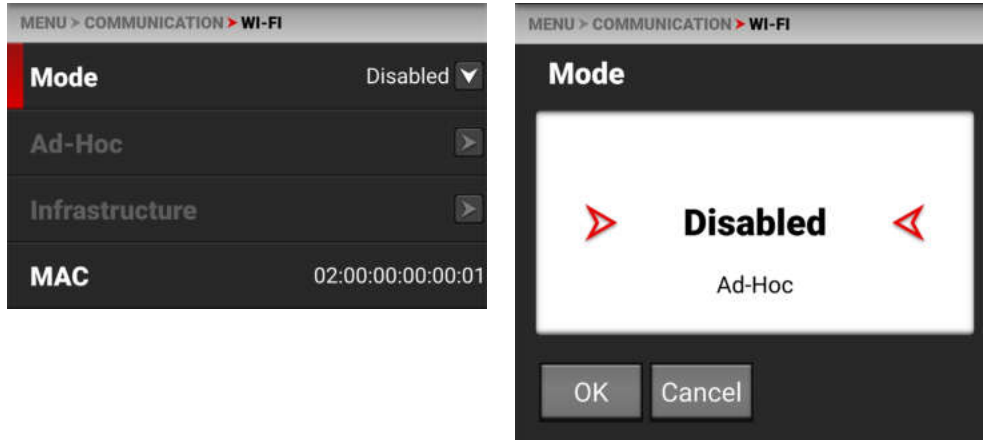 MENU > COMMUNICATION > WI-FI
Mode Disabled
Ad-Hoc
Infrastructure
MAC 02:00:00:00:00:01
MENU > COMMUNICATION > WI-FI
Mode
Disabled
Ad-Hoc
OK Cancel